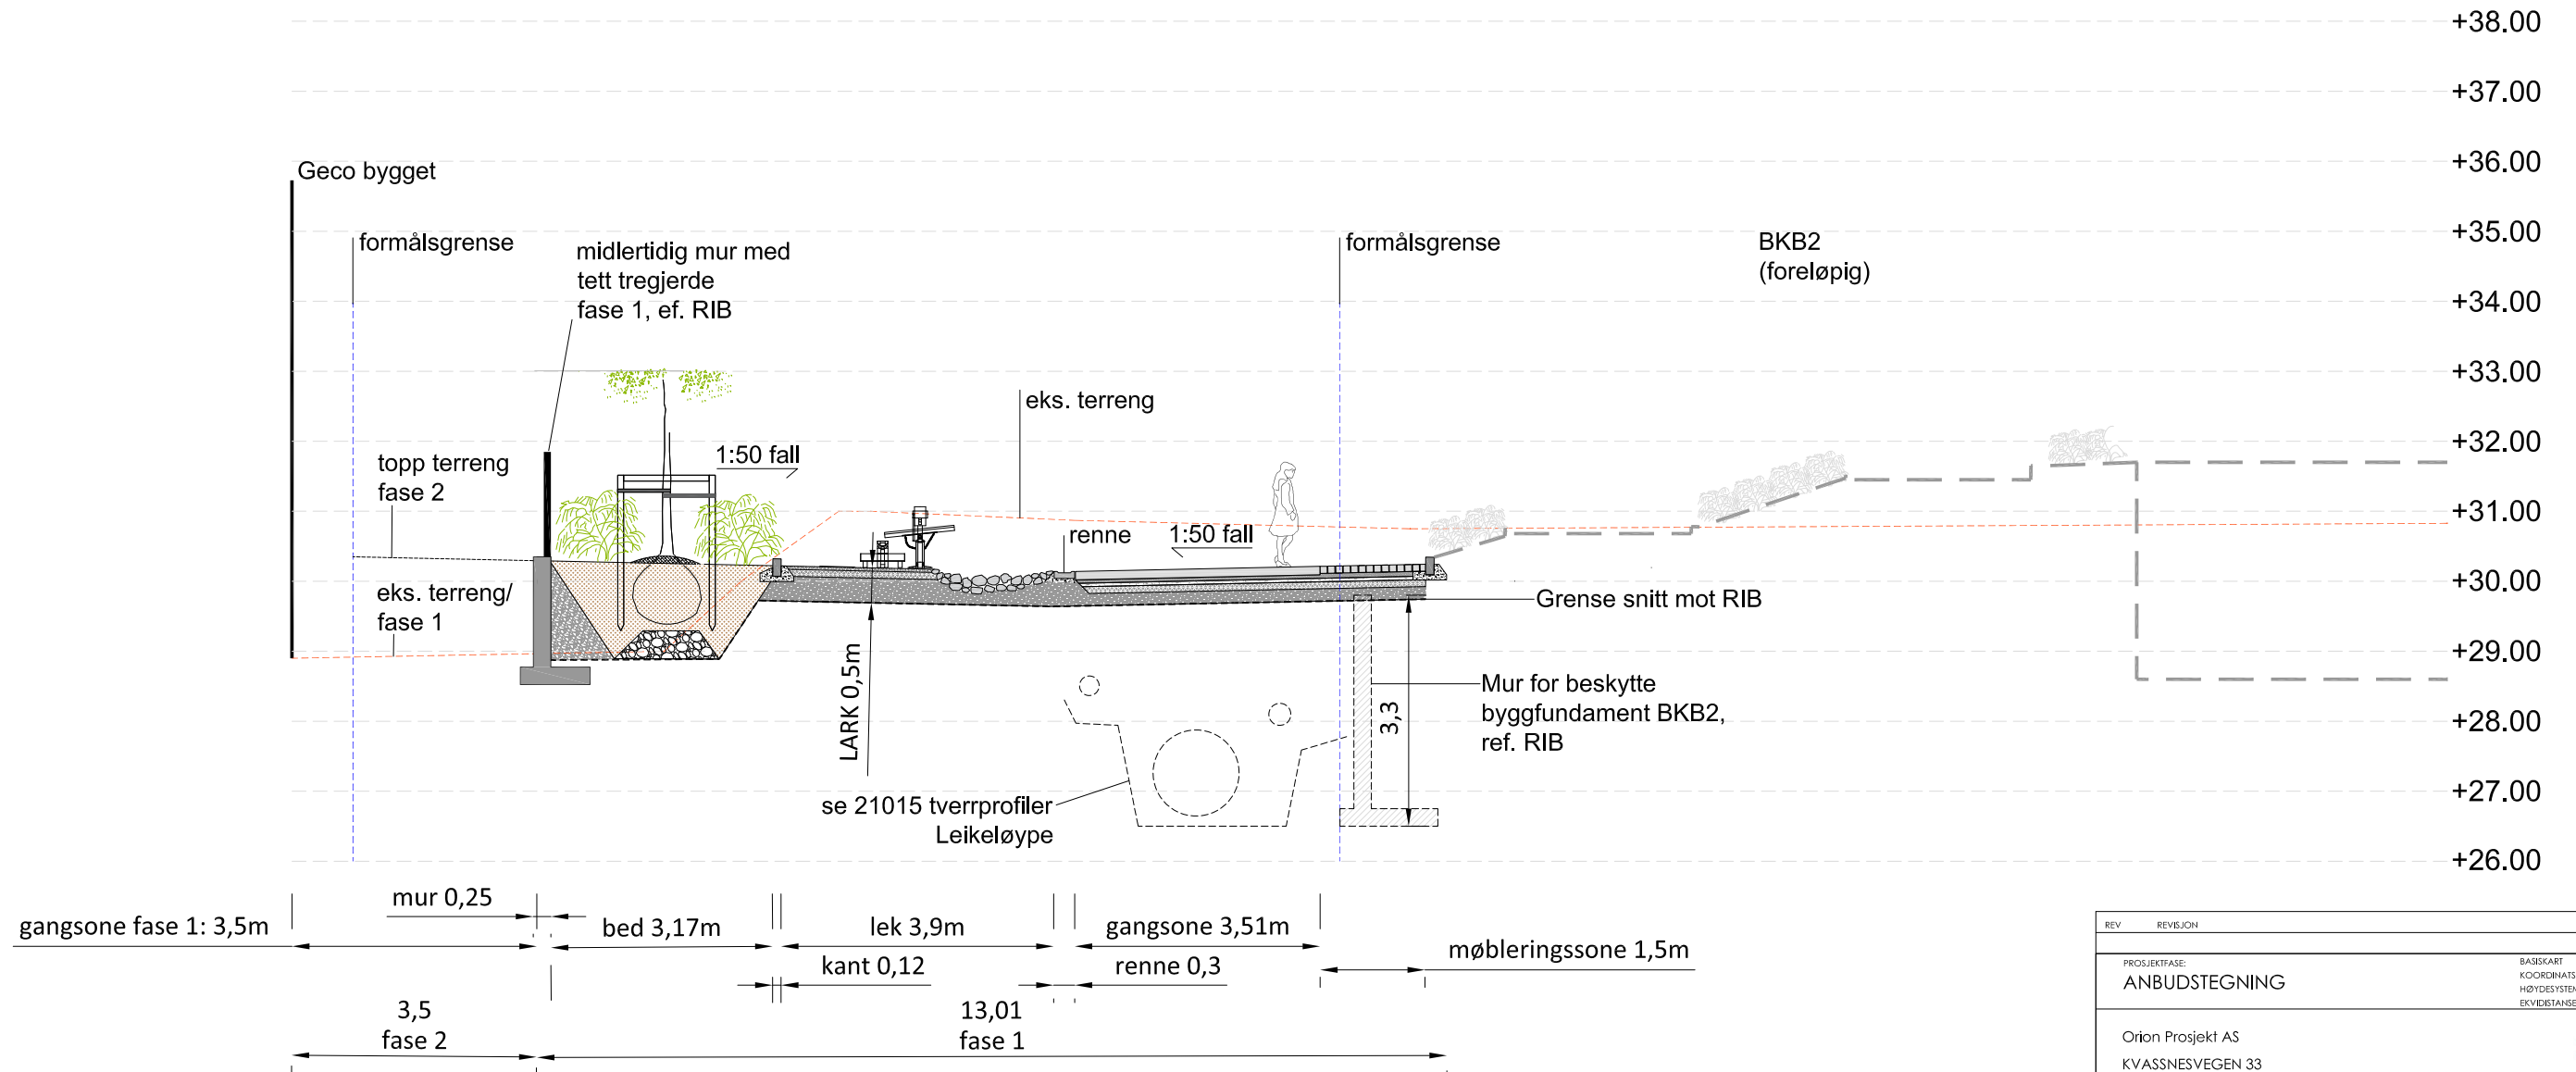 +38.00
+37.00
+36.00
Geco bygget
+35.00
formålsgrense
midlertidig mur med
tett tregjerde
fase 1, ef. RIB
formålsgrense
BKB2
(foreløpig)
+34.00
+33.00
eks. terreng
+32.00
topp terreng
fase 2
1:50 fall
+31.00
renne
1:50 fall
+30.00
eks. terreng/
fase 1
Grense snitt mot RIB
+29.00
LARK 0,5m
Mur for beskytte
byggfundament BKB2,
ref. RIB
3,3
+28.00
se 21015 tverrprofiler
Leikeløype
+27.00
+26.00
mur 0,25
gangsone fase 1: 3,5m
bed 3,17m
lek 3,9m
gangsone 3,51m
møbleringssone 1,5m
kant 0,12
renne 0,3
3,5
fase 2
13,01
fase 1
REV REVISJON
PROSJEKTFASE:
ANBUDSTEGNING
BASISKART
KOORDINATS
HØYDESYSTEM
EKVIDISTANSE
Orion Prosjekt AS
KVASSNESVEGEN 33